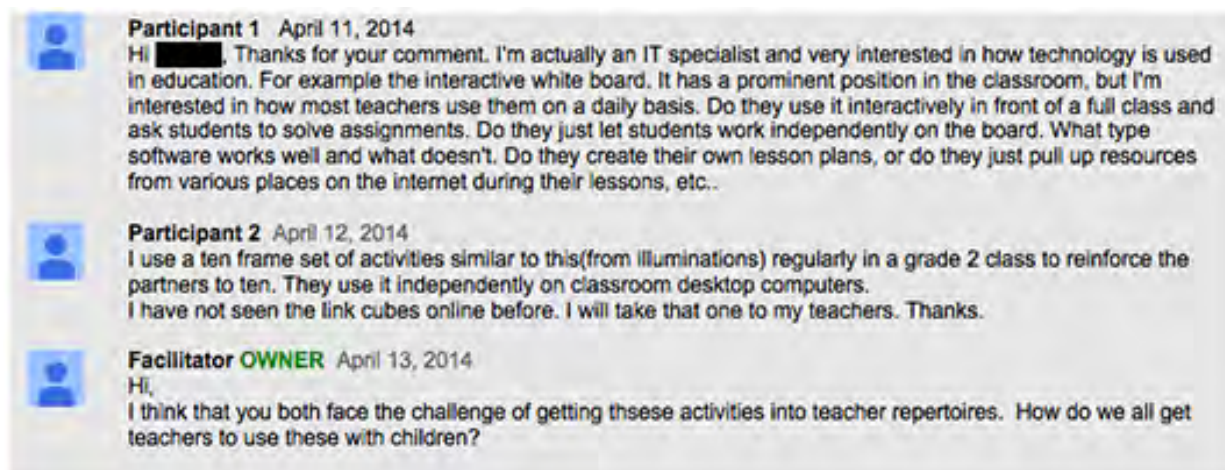 Participant 1 April 11, 2014
Hi , Thanks for your comment. I'm actually an IT specialist and very interested in how technology is used
in education. For example the interactive white board. It has a prominent position in the classroom, but I'm
interested in how most teachers use them on a daily basis. Do they use it interactively in front of a full class and
ask students to solve assignments. Do they just let students work independently on the board. What type
software works well and what doesn't. Do they create their own lesson plans, or do they just pull up resources
from various places on the internet during their lessons, etc..
Participant 2 April 12, 2014
I use a ten frame set of activities similar to this(from illuminations) regularly in a grade 2 class to reinforce the
partners to ten. They use it independently on classroom desktop computers.
I have not seen the link cubes online before. I will take that one to my teachers. Thanks.
Facilitator OWNER April 13, 2014
Hi,
I think that you both face the challenge of getting thsese activities into teacher repertoires. How do we all get
teachers to use these with children?